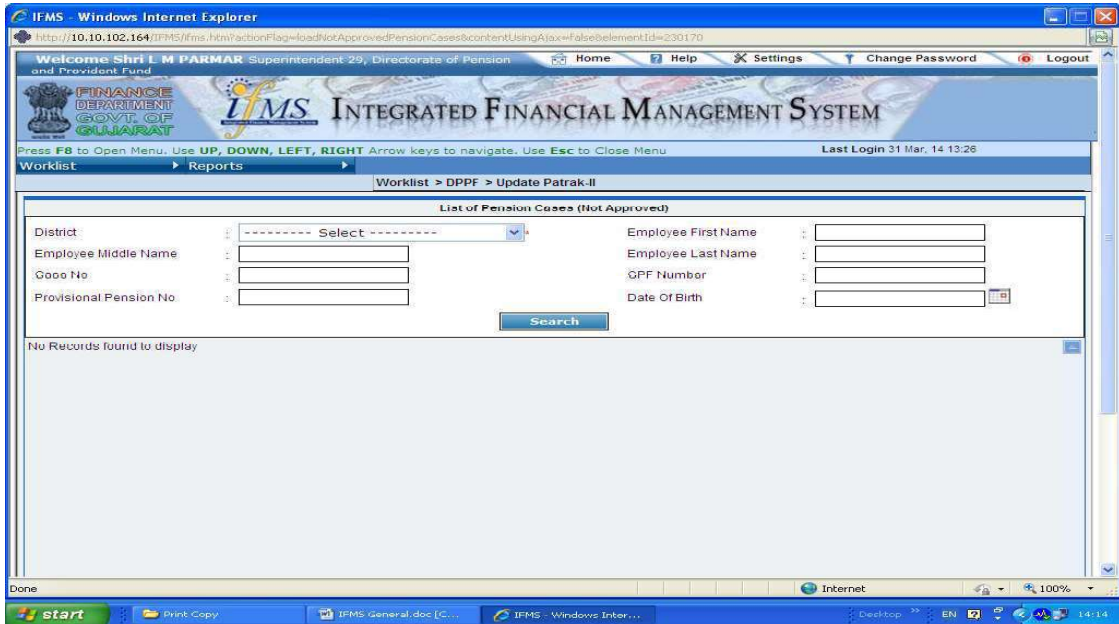 IFMS - Windows Internet Explorer
http://10.10.102.164/IFMS/ifms.htm?actionFlag=loadNotApprovedPensionCases&contentUsingAjax=false&elementId=230170
Welcome Shri L M PARMAR Superintendent 29, Directorate of Pension and Provident Fund
Home Help Settings Change Password Logout
FINANCE
DEPARTMENT
GOVT. OF
GUJARAT
IFMS INTEGRATED FINANCIAL MANAGEMENT SYSTEM
Press F8 to Open Menu. Use UP, DOWN, LEFT, RIGHT Arrow keys to navigate. Use Esc to Close Menu
Last Login 31 Mar, 14 13:26
Worklist Reports
Worklist > DPPF > Update Patrak-II
List of Pension Cases (Not Approved)
District : --------- Select --------- * Employee First Name :
Employee Middle Name : Employee Last Name :
Case No : GPF Number :
Provisional Pension No : Date Of Birth :
Search
No Records found to display
Done Internet 100%
start Print Copy IFMS General.doc [C... IFMS - Windows Inter... Desktop » EN 14:14